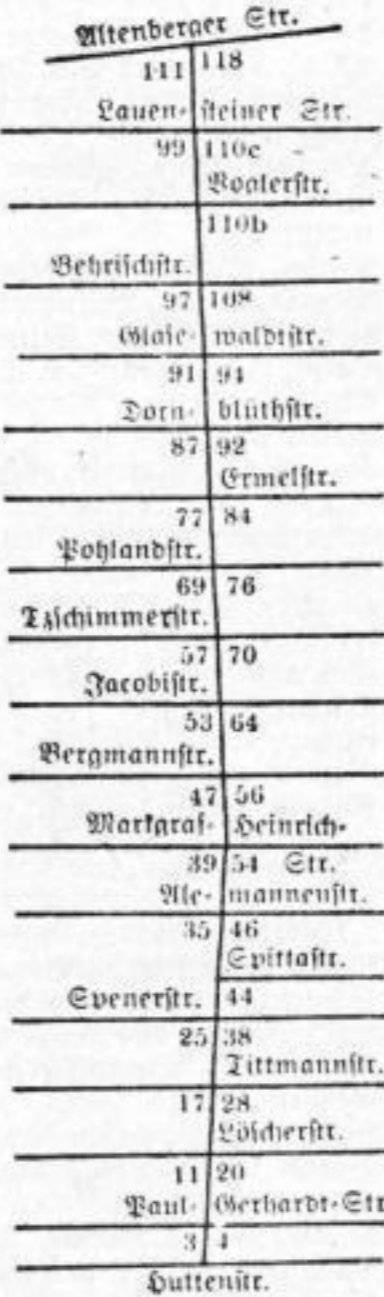 Altenberger Str.
111 118
Lauen- steiner Str.
99 110c
Voglerstr.
110b
Behrischstr.
97 108
Glase- waldtstr.
91 94
Dorn- blüthstr.
87 92
Ermelstr.
77 84
Pohlandstr.
69 76
Tzschimmerstr.
57 70
Jacobistr.
53 64
Bergmannstr.
47 56
Markgraf- Heinrich-
39 54 Str.
Ale- mannenstr.
35 46
Spittastr.
Spenerstr. 44
25 38
Tittmannstr.
17 28
Löscherstr.
11 20
Paul- Gerhardt-Str
3 4
Huttenstr.